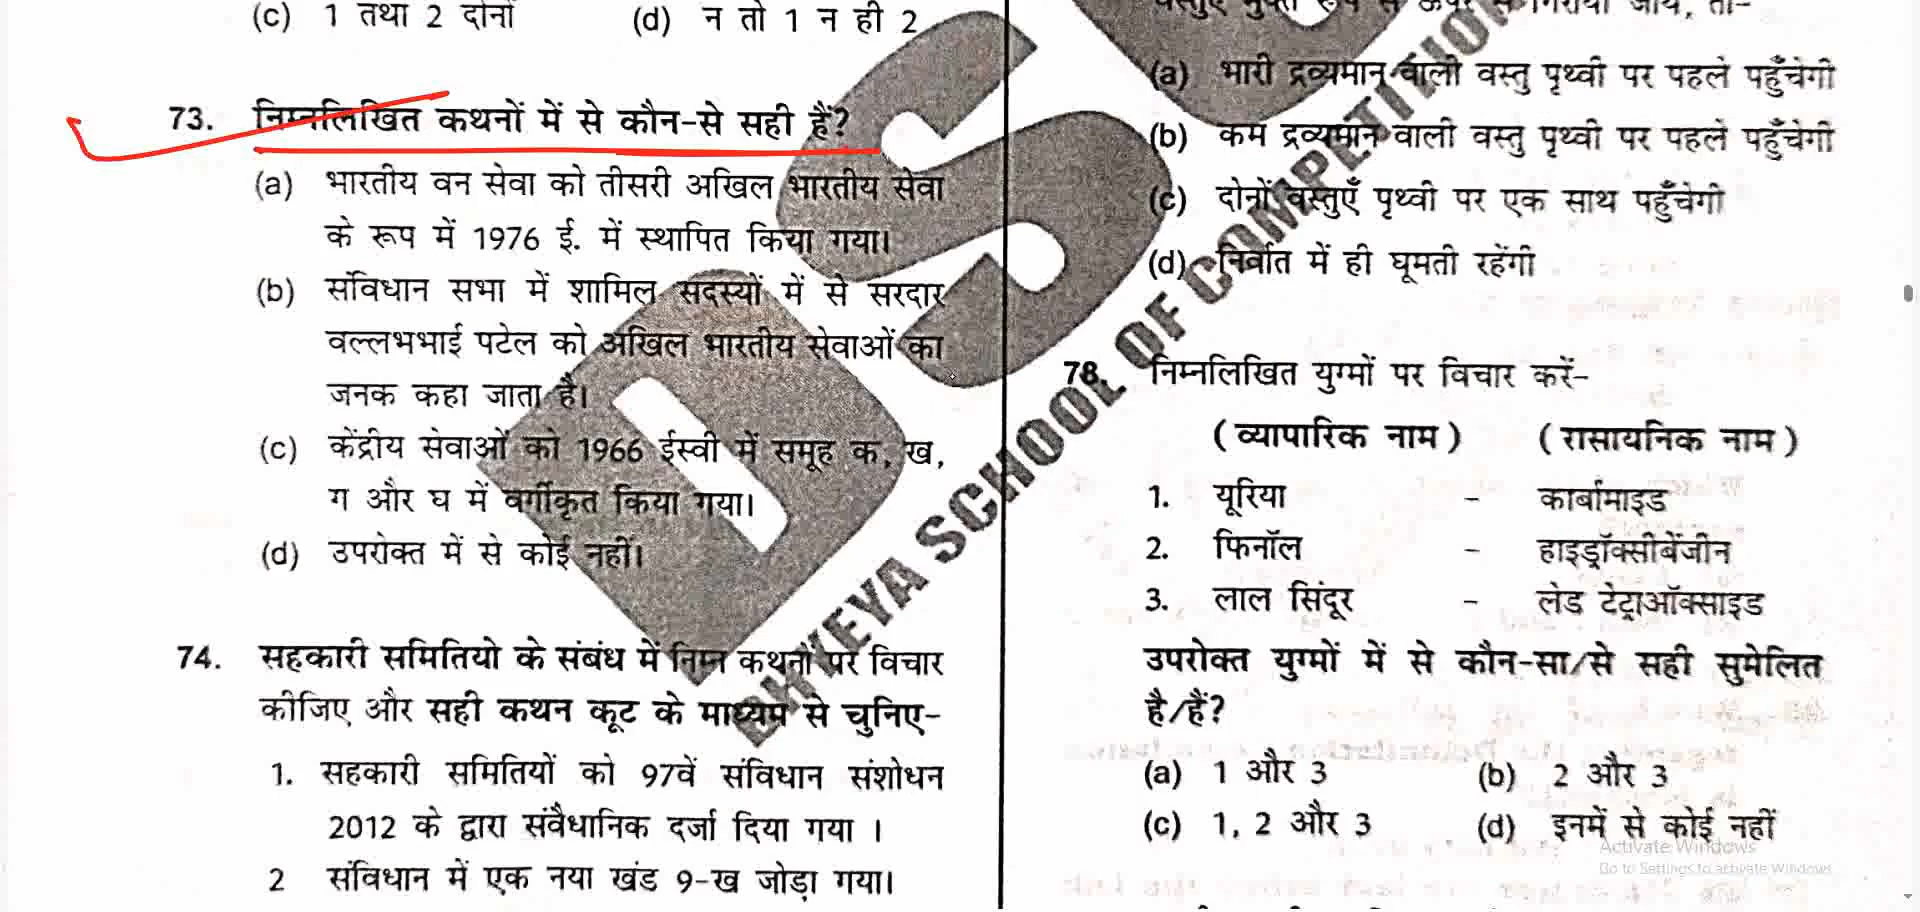 (c) 1 तथा 2 दोनों (d) न तो 1 न ही 2
73. निम्नलिखित कथनों में से कौन-से सही हैं?
(a) भारतीय वन सेवा को तीसरी अखिल भारतीय सेवा
के रूप में 1976 ई. में स्थापित किया गया।
(b) संविधान सभा में शामिल सदस्यों में से सरदार
वल्लभभाई पटेल को अखिल भारतीय सेवाओं का
जनक कहा जाता है।
(c) केंद्रीय सेवाओं को 1966 ईस्वी में समूह क, ख,
ग और घ में वर्गीकृत किया गया।
(d) उपरोक्त में से कोई नहीं।
74. सहकारी समितियो के संबंध में निम्न कथनों पर विचार
कीजिए और सही कथन कूट के माध्यम से चुनिए-
1. सहकारी समितियों को 97वें संविधान संशोधन
2012 के द्वारा संवैधानिक दर्जा दिया गया ।
2 संविधान में एक नया खंड 9-ख जोड़ा गया।
(a) भारी द्रव्यमान वाली वस्तु पृथ्वी पर पहले पहुँचेगी
(b) कम द्रव्यमान वाली वस्तु पृथ्वी पर पहले पहुँचेगी
(c) दोनों वस्तुएँ पृथ्वी पर एक साथ पहुँचेगी
(d) निर्वात में ही घूमती रहेंगी
78. निम्नलिखित युग्मों पर विचार करें-
(व्यापारिक नाम) (रासायनिक नाम)
1. यूरिया - कार्बामाइड
2. फिनॉल - हाइड्रॉक्सीबेंजीन
3. लाल सिंदूर - लेड टेट्राऑक्साइड
उपरोक्त युग्मों में से कौन-सा/से सही सुमेलित
है/हैं?
(a) 1 और 3 (b) 2 और 3
(c) 1, 2 और 3 (d) इनमें से कोई नहीं
DHYEYA SCHOOL OF COMPETITION
DSC
Activate Windows
Go to Settings to activate Windows.